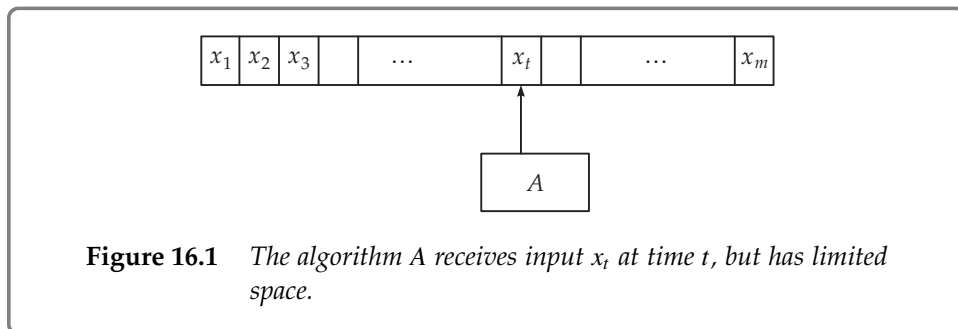 x₁ x₂ x₃ ... xₜ ... xₘ
A
Figure 16.1 The algorithm A receives input xₜ at time t, but has limited
space.